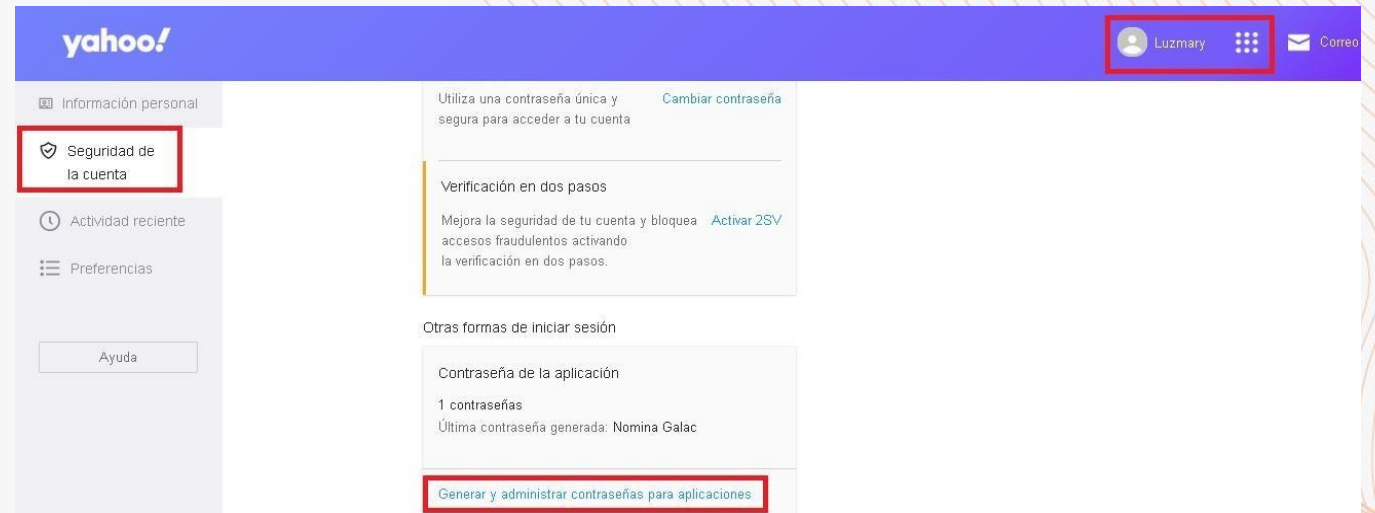 yahoo!
Luzmary
Correo
Información personal
Seguridad de
la cuenta
Actividad reciente
Preferencias
Ayuda
Utiliza una contraseña única y
segura para acceder a tu cuenta
Cambiar contraseña
Verificación en dos pasos
Mejora la seguridad de tu cuenta y bloquea
accesos fraudulentos activando
la verificación en dos pasos.
Activar 2SV
Otras formas de iniciar sesión
Contraseña de la aplicación
1 contraseñas
Última contraseña generada: Nomina Galac
Generar y administrar contraseñas para aplicaciones